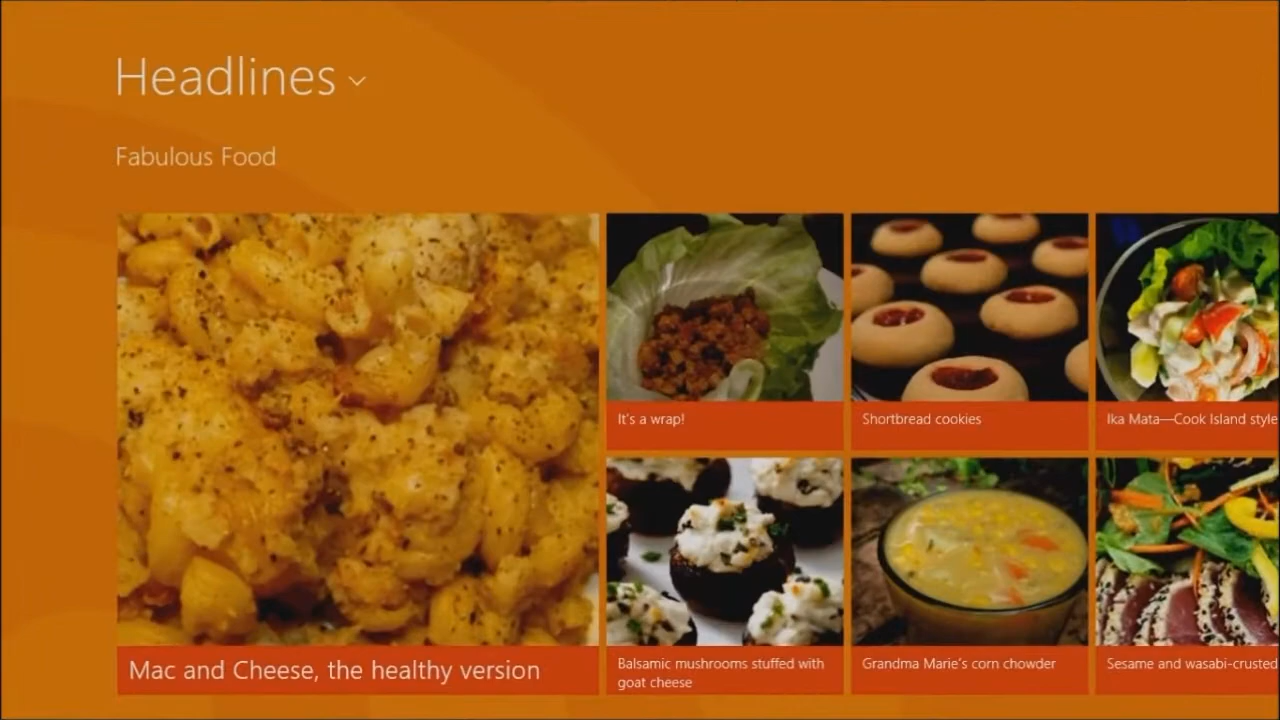 Headlines
Fabulous Food
It's a wrap!
Shortbread cookies
Ika Mata—Cook Island style
Mac and Cheese, the healthy version
Balsamic mushrooms stuffed with
goat cheese
Grandma Marie's corn chowder
Sesame and wasabi-crusted